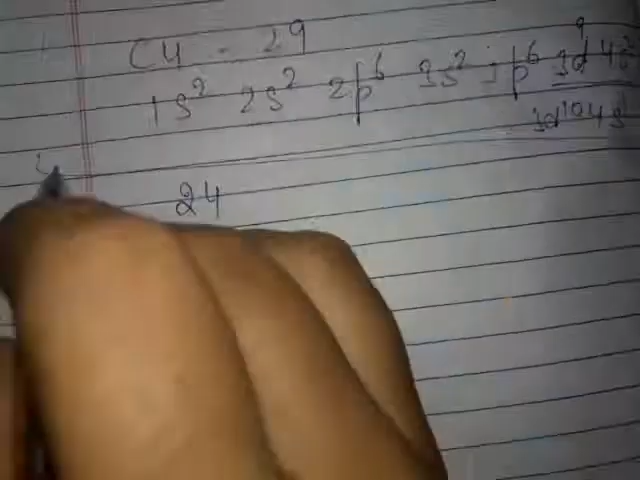 Cu - 29
1s² 2s² 2p⁶ 3s² 3p⁶ 3d⁹ 4s²
3d¹⁰ 4s¹
24